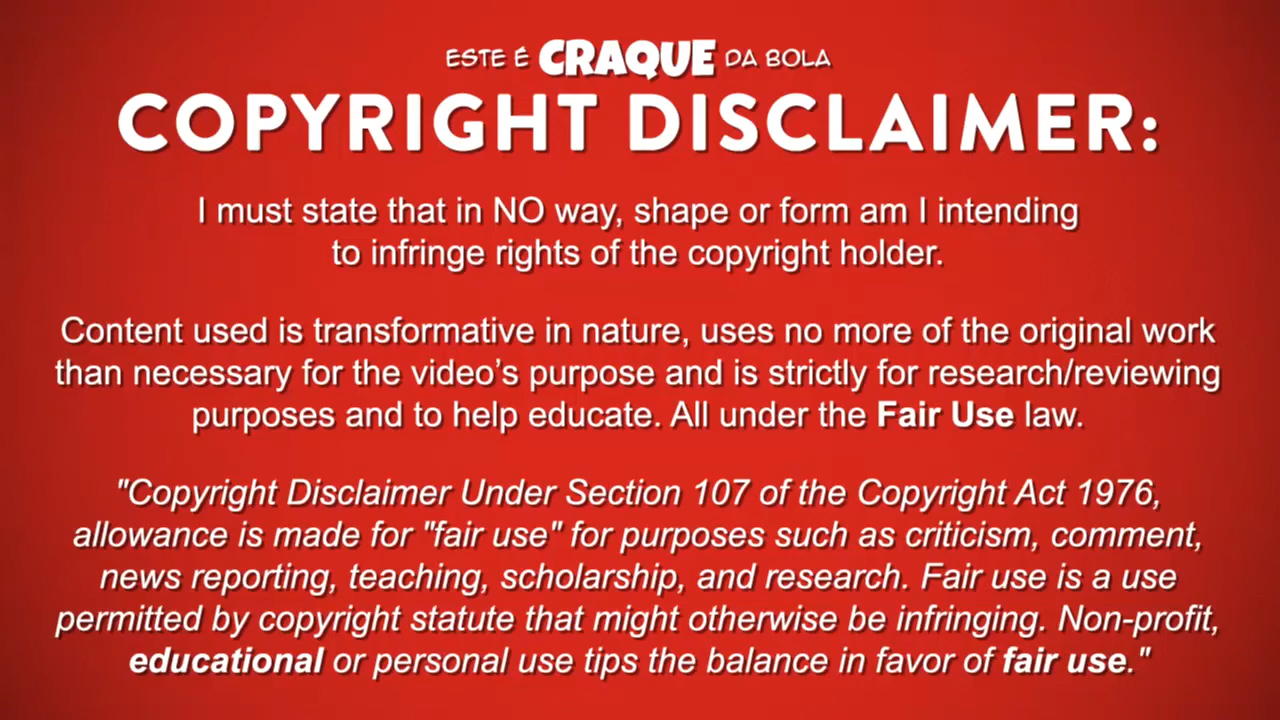 ESTE É CRAQUE DA BOLA
COPYRIGHT DISCLAIMER:
I must state that in NO way, shape or form am I intending
to infringe rights of the copyright holder.
Content used is transformative in nature, uses no more of the original work
than necessary for the video’s purpose and is strictly for research/reviewing
purposes and to help educate. All under the Fair Use law.
"Copyright Disclaimer Under Section 107 of the Copyright Act 1976,
allowance is made for "fair use" for purposes such as criticism, comment,
news reporting, teaching, scholarship, and research. Fair use is a use
permitted by copyright statute that might otherwise be infringing. Non-profit,
educational or personal use tips the balance in favor of fair use."